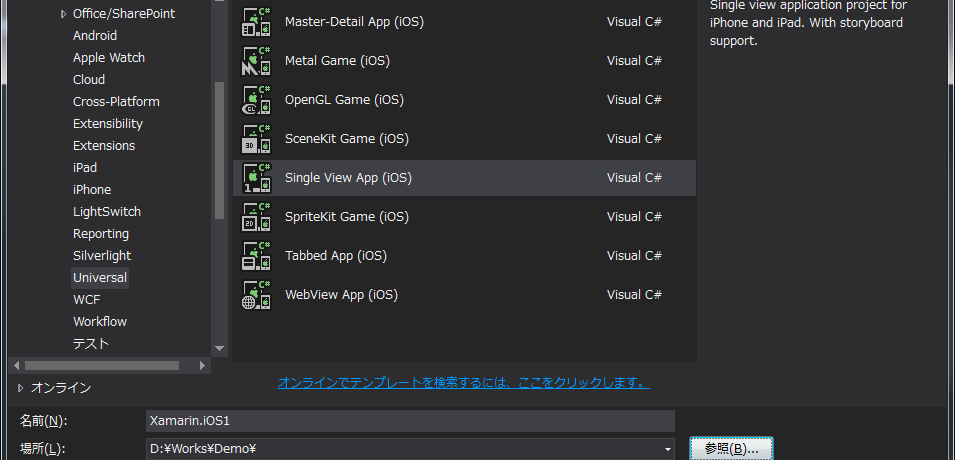 Office/SharePoint
Android
Apple Watch
Cloud
Cross-Platform
Extensibility
Extensions
iPad
iPhone
LightSwitch
Reporting
Silverlight
Universal
WCF
Workflow
テスト
オンライン
Master-Detail App (iOS) Visual C#
Metal Game (iOS) Visual C#
OpenGL Game (iOS) Visual C#
SceneKit Game (iOS) Visual C#
Single View App (iOS) Visual C#
SpriteKit Game (iOS) Visual C#
Tabbed App (iOS) Visual C#
WebView App (iOS) Visual C#
オンラインでテンプレートを検索するには、ここをクリックします。
Single view application project for
iPhone and iPad. With storyboard
support.
名前(N): Xamarin.iOS1
場所(L): D:¥Works¥Demo¥ 参照(B)...